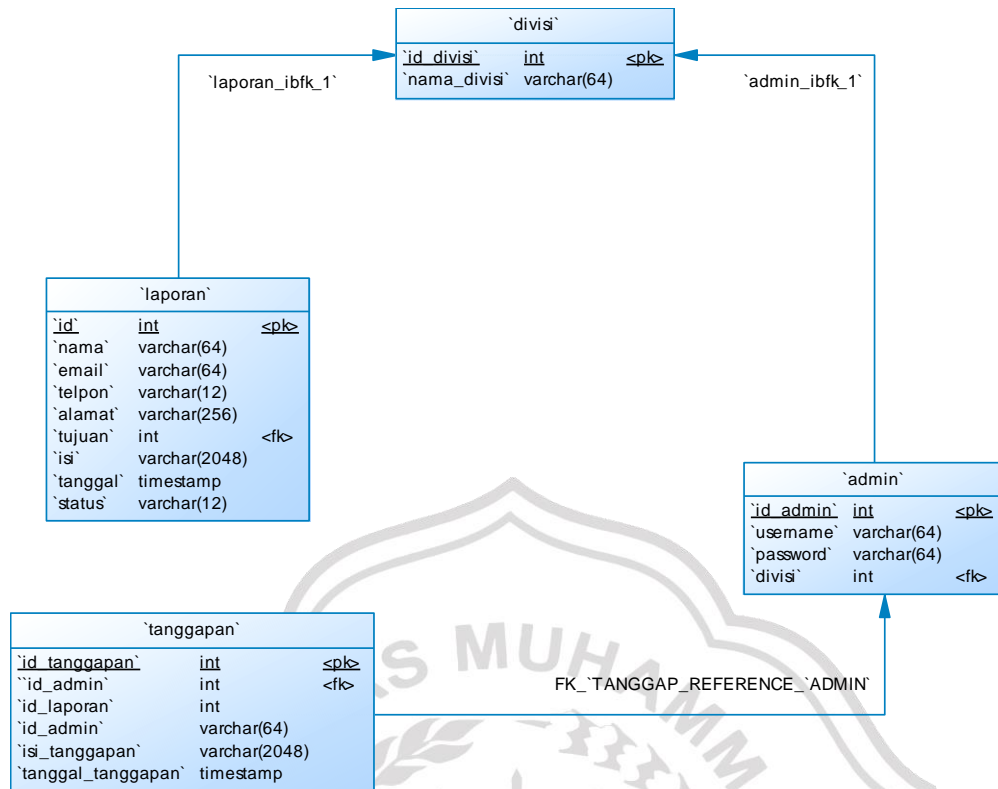 `divisi`
`id_divisi` int <pk>
`nama_divisi` varchar(64)
`laporan_ibfk_1`
`admin_ibfk_1`
`laporan`
`id` int <pk>
`nama` varchar(64)
`email` varchar(64)
`telpon` varchar(12)
`alamat` varchar(256)
`tujuan` int <fk>
`isi` varchar(2048)
`tanggal` timestamp
`status` varchar(12)
`admin`
`id_admin` int <pk>
`username` varchar(64)
`password` varchar(64)
`divisi` int <fk>
`tanggapan`
`id_tanggapan` int <pk>
``id_admin` int <fk>
`id_laporan` int
`id_admin` varchar(64)
`isi_tanggapan` varchar(2048)
`tanggal_tanggapan` timestamp
FK_`TANGGAP_REFERENCE_`ADMIN`
S MUHAMM